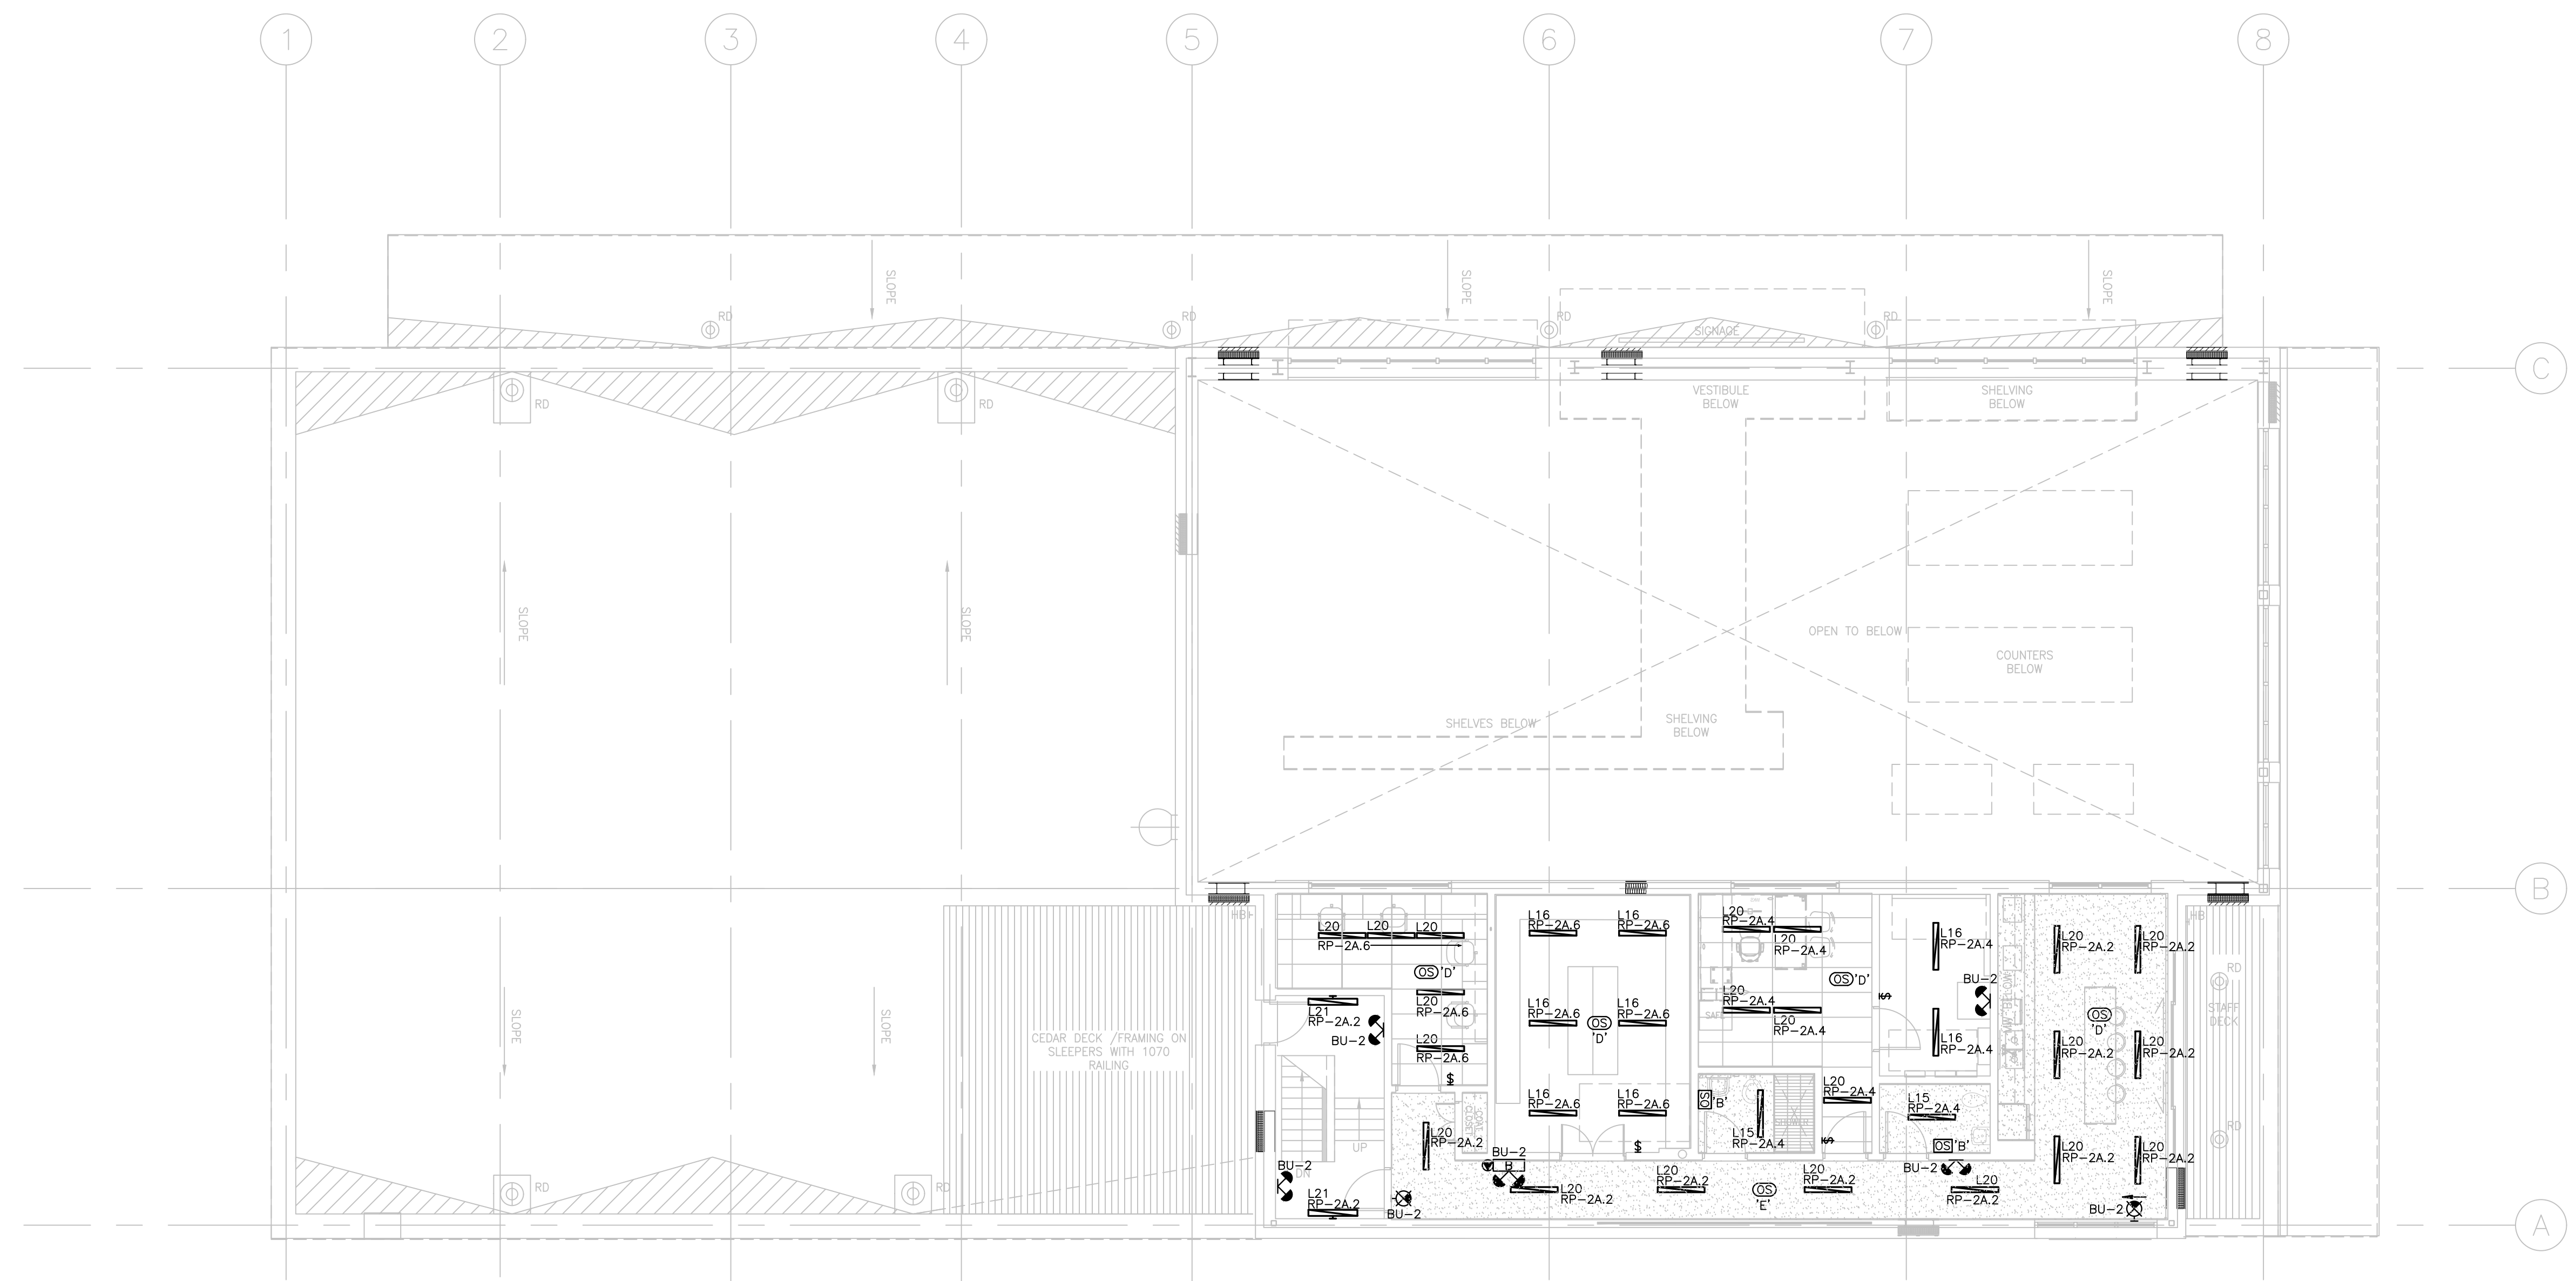 1 2 3 4 5 6 7 8
SLOPE
SLOPE
SLOPE
RD
RD
RD
RD
SIGNAGE
C
RD
RD
VESTIBULE
BELOW
SHELVING
BELOW
SLOPE
SLOPE
OPEN TO BELOW
COUNTERS
BELOW
SHELVES BELOW
SHELVING
BELOW
B
HB
HB
L20 L20 L20
RP-2A.6
OS 'D'
L20
RP-2A.6
L20
RP-2A.6
$
L16
RP-2A.6
L16
RP-2A.6
L16
RP-2A.6
L16
RP-2A.6
OS
'D'
L16
RP-2A.6
L16
RP-2A.6
$
L20
RP-2A.4
L20
RP-2A.4
OS 'D'
L20
RP-2A.4
L20
RP-2A.4
SAFE
L16
RP-2A.4
$
BU-2
L16
RP-2A.4
MW BELOW
L20
RP-2A.2
L20
RP-2A.2
OS
'D'
L20
RP-2A.2
L20
RP-2A.2
L20
RP-2A.2
L20
RP-2A.2
RD
STAFF
DECK
RD
SLOPE
SLOPE
CEDAR DECK /FRAMING ON
SLEEPERS WITH 1070
RAILING
L21
RP-2A.2
BU-2
UP
DN
BU-2
L21
RP-2A.2
COAT
CLOSET
L20
RP-2A.2
BU-2
BU-2
B
L20
RP-2A.2
L20
RP-2A.2
OS
'E'
L20
RP-2A.2
L20
RP-2A.2
OS 'B'
L15
RP-2A.4
SHOWER
L20
RP-2A.4
$
L15
RP-2A.4
OS 'B'
BU-2
BU-2
RD
RD
A